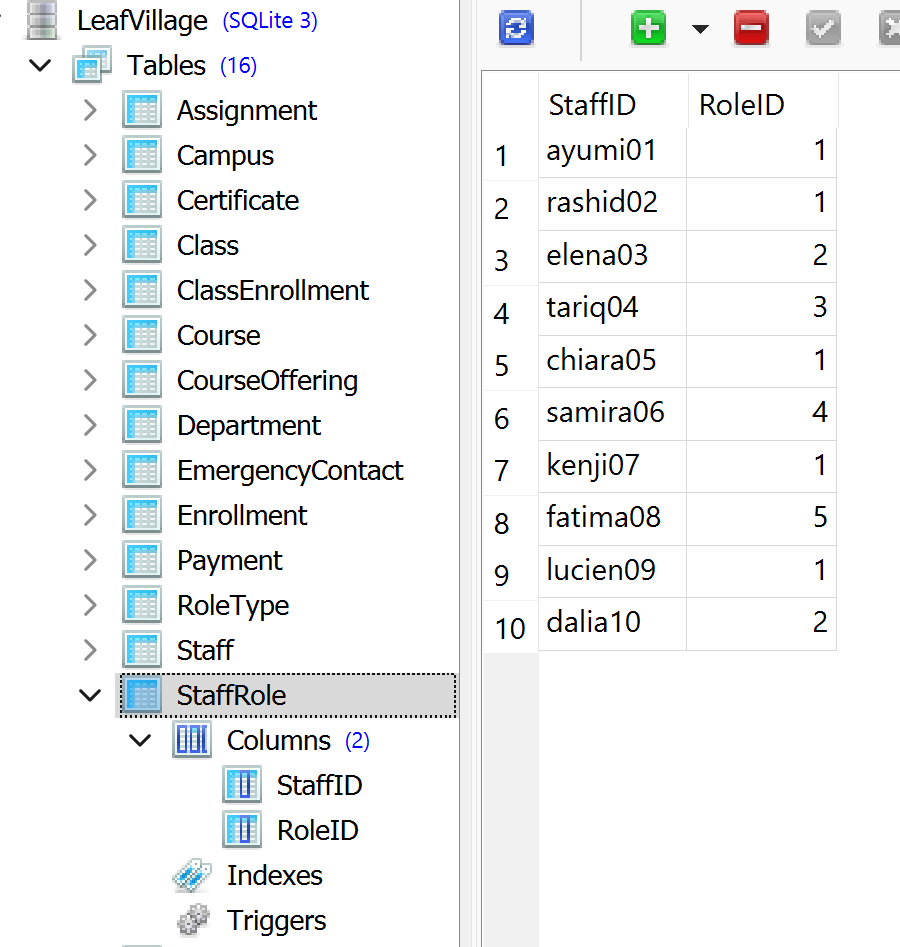 LeafVillage (SQLite 3)
Tables (16)
Assignment
Campus
Certificate
Class
ClassEnrollment
Course
CourseOffering
Department
EmergencyContact
Enrollment
Payment
RoleType
Staff
StaffRole
Columns (2)
StaffID
RoleID
Indexes
Triggers
StaffID RoleID
1 ayumi01 1
2 rashid02 1
3 elena03 2
4 tariq04 3
5 chiara05 1
6 samira06 4
7 kenji07 1
8 fatima08 5
9 lucien09 1
10 dalia10 2